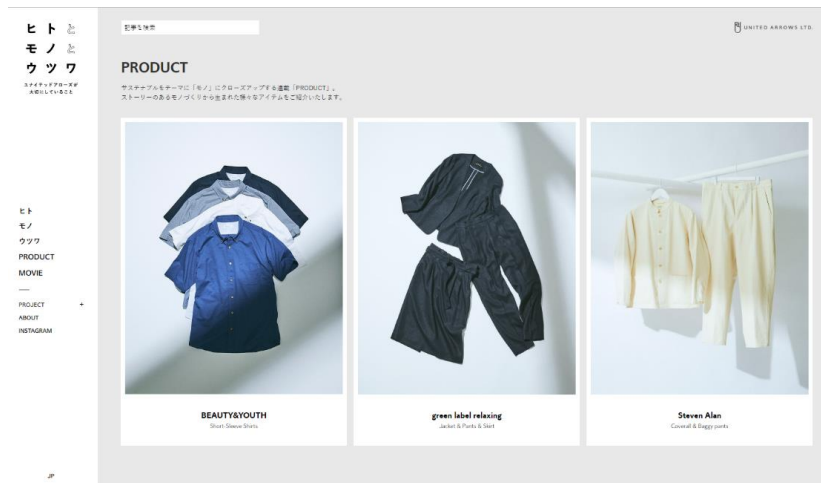 ヒトと
モノと
ウツワ
ユナイテッドアローズが
大切にしていること
ヒト
モノ
ウツワ
PRODUCT
MOVIE
PROJECT +
ABOUT
INSTAGRAM
JP
記事を検索
UNITED ARROWS LTD.
PRODUCT
サステナブルをテーマに「モノ」にクローズアップする連載「PRODUCT」。
ストーリーのあるモノづくりから生まれた様々なアイテムをご紹介いたします。
BEAUTY&YOUTH
Short-Sleeve Shirts
green label relaxing
Jacket & Pants & Skirt
Steven Alan
Coverall & Baggy pants